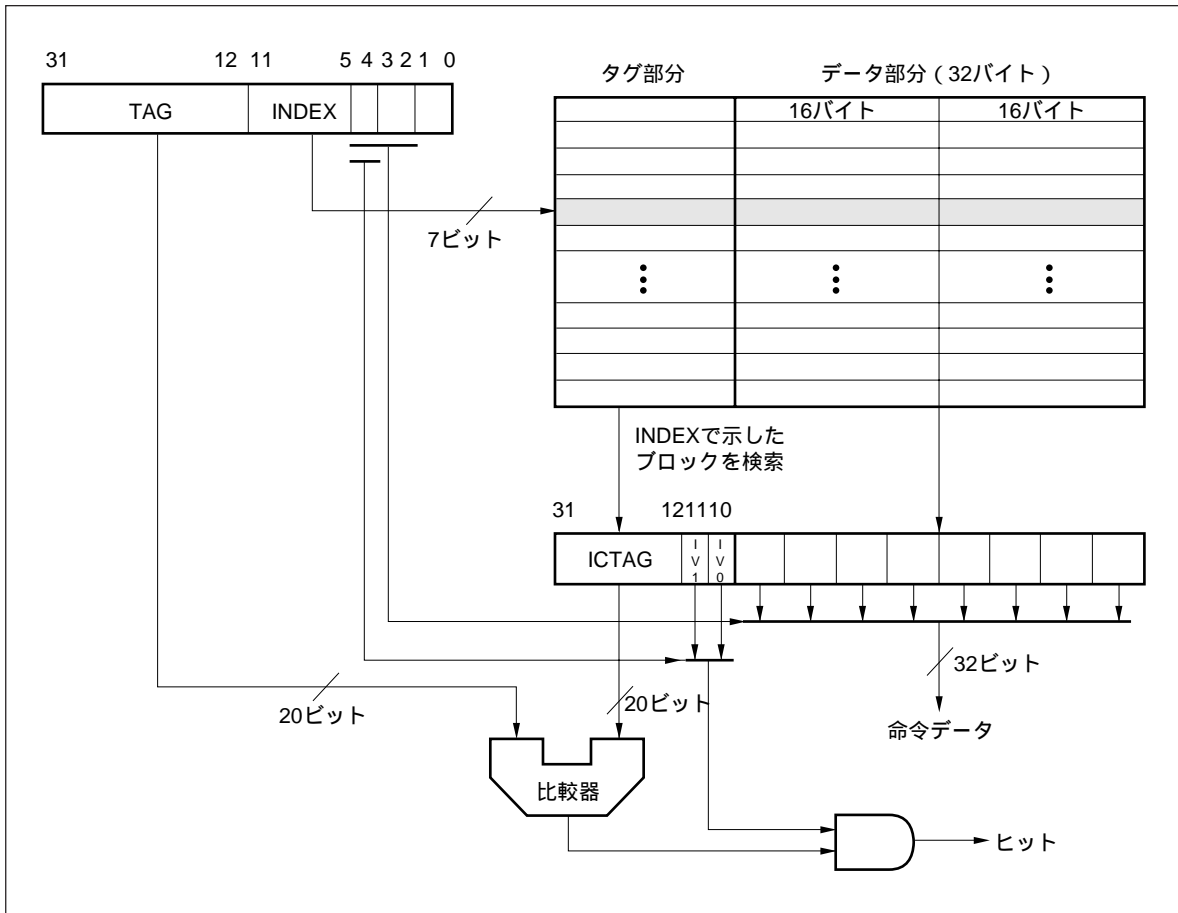 31 12 11 5 4 3 2 1 0
TAG INDEX
タグ部分 データ部分（32バイト）
16バイト 16バイト
7ビット
INDEXで示した
ブロックを検索
31 121110
ICTAG IV1 IV0
32ビット
20ビット 20ビット
命令データ
比較器
ヒット